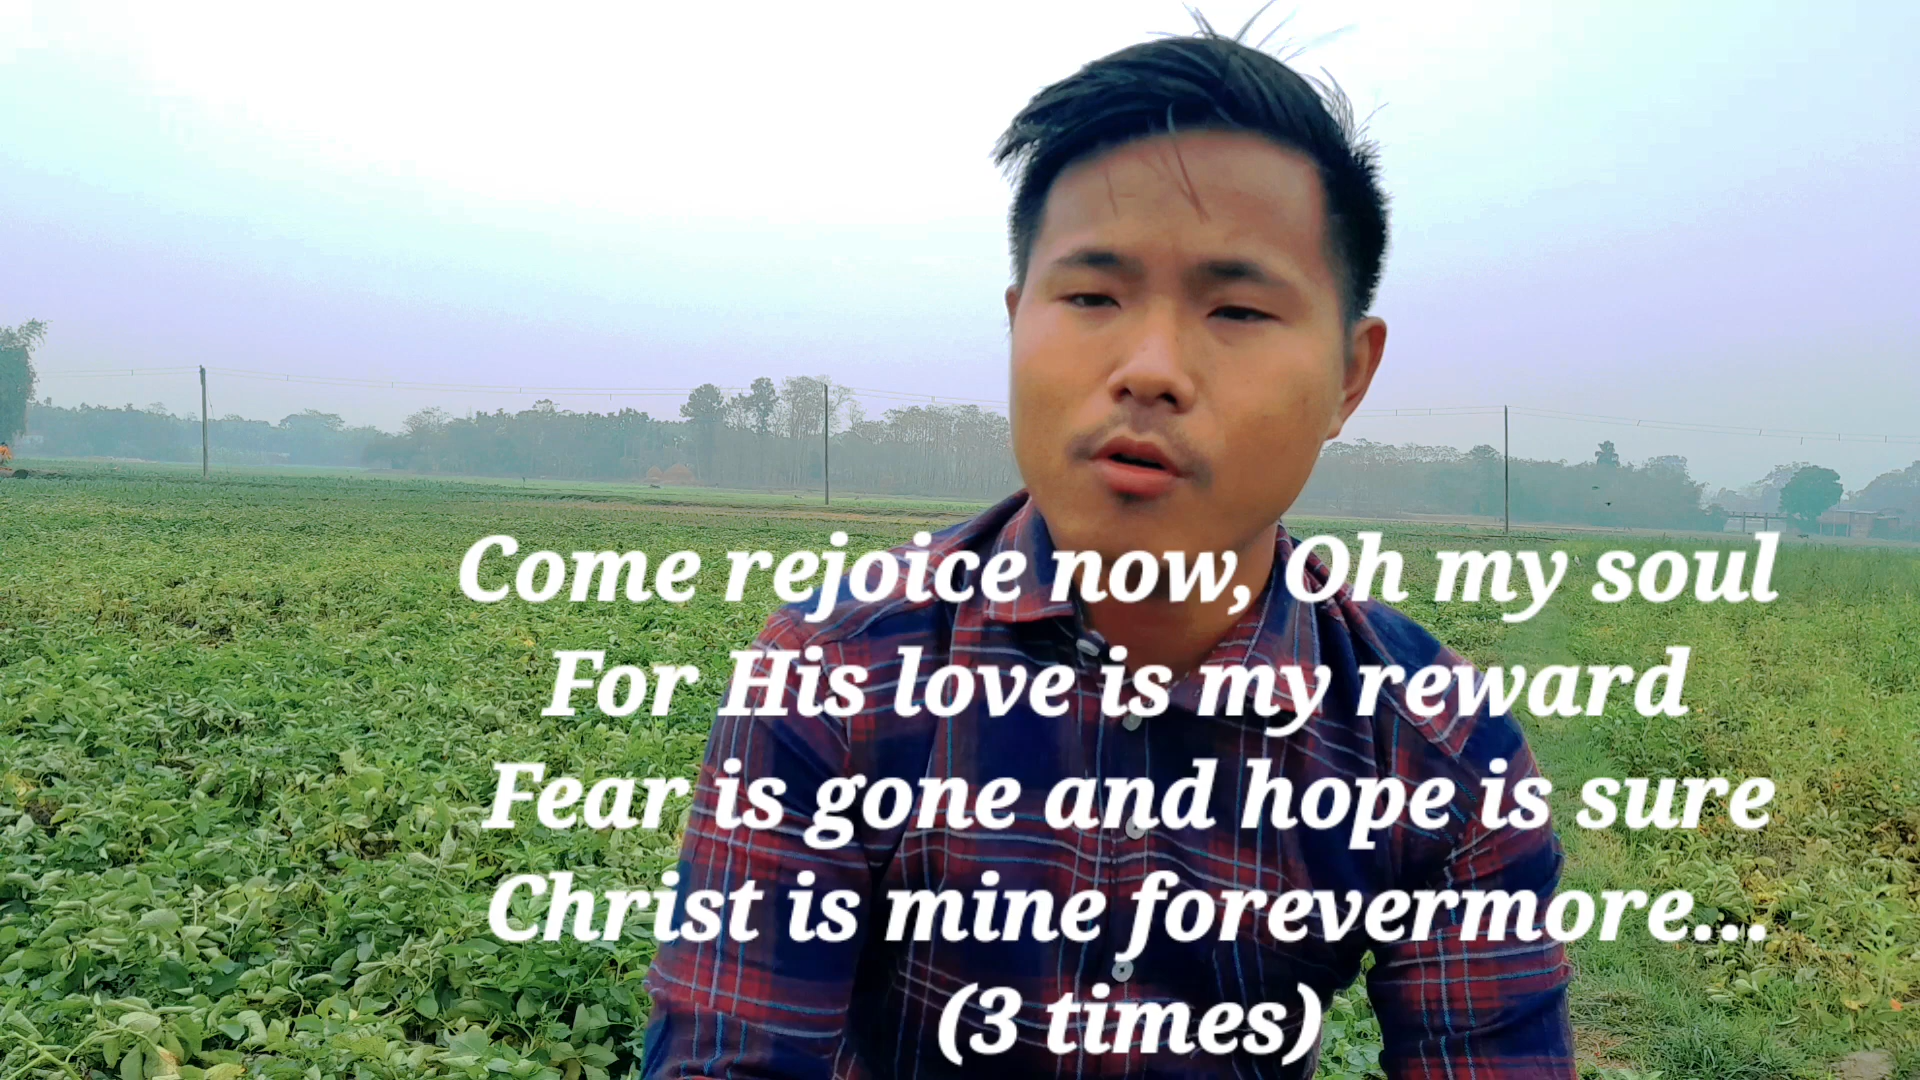 Come rejoice now, Oh my soul
For His love is my reward
Fear is gone and hope is sure
Christ is mine forevermore...
(3 times)